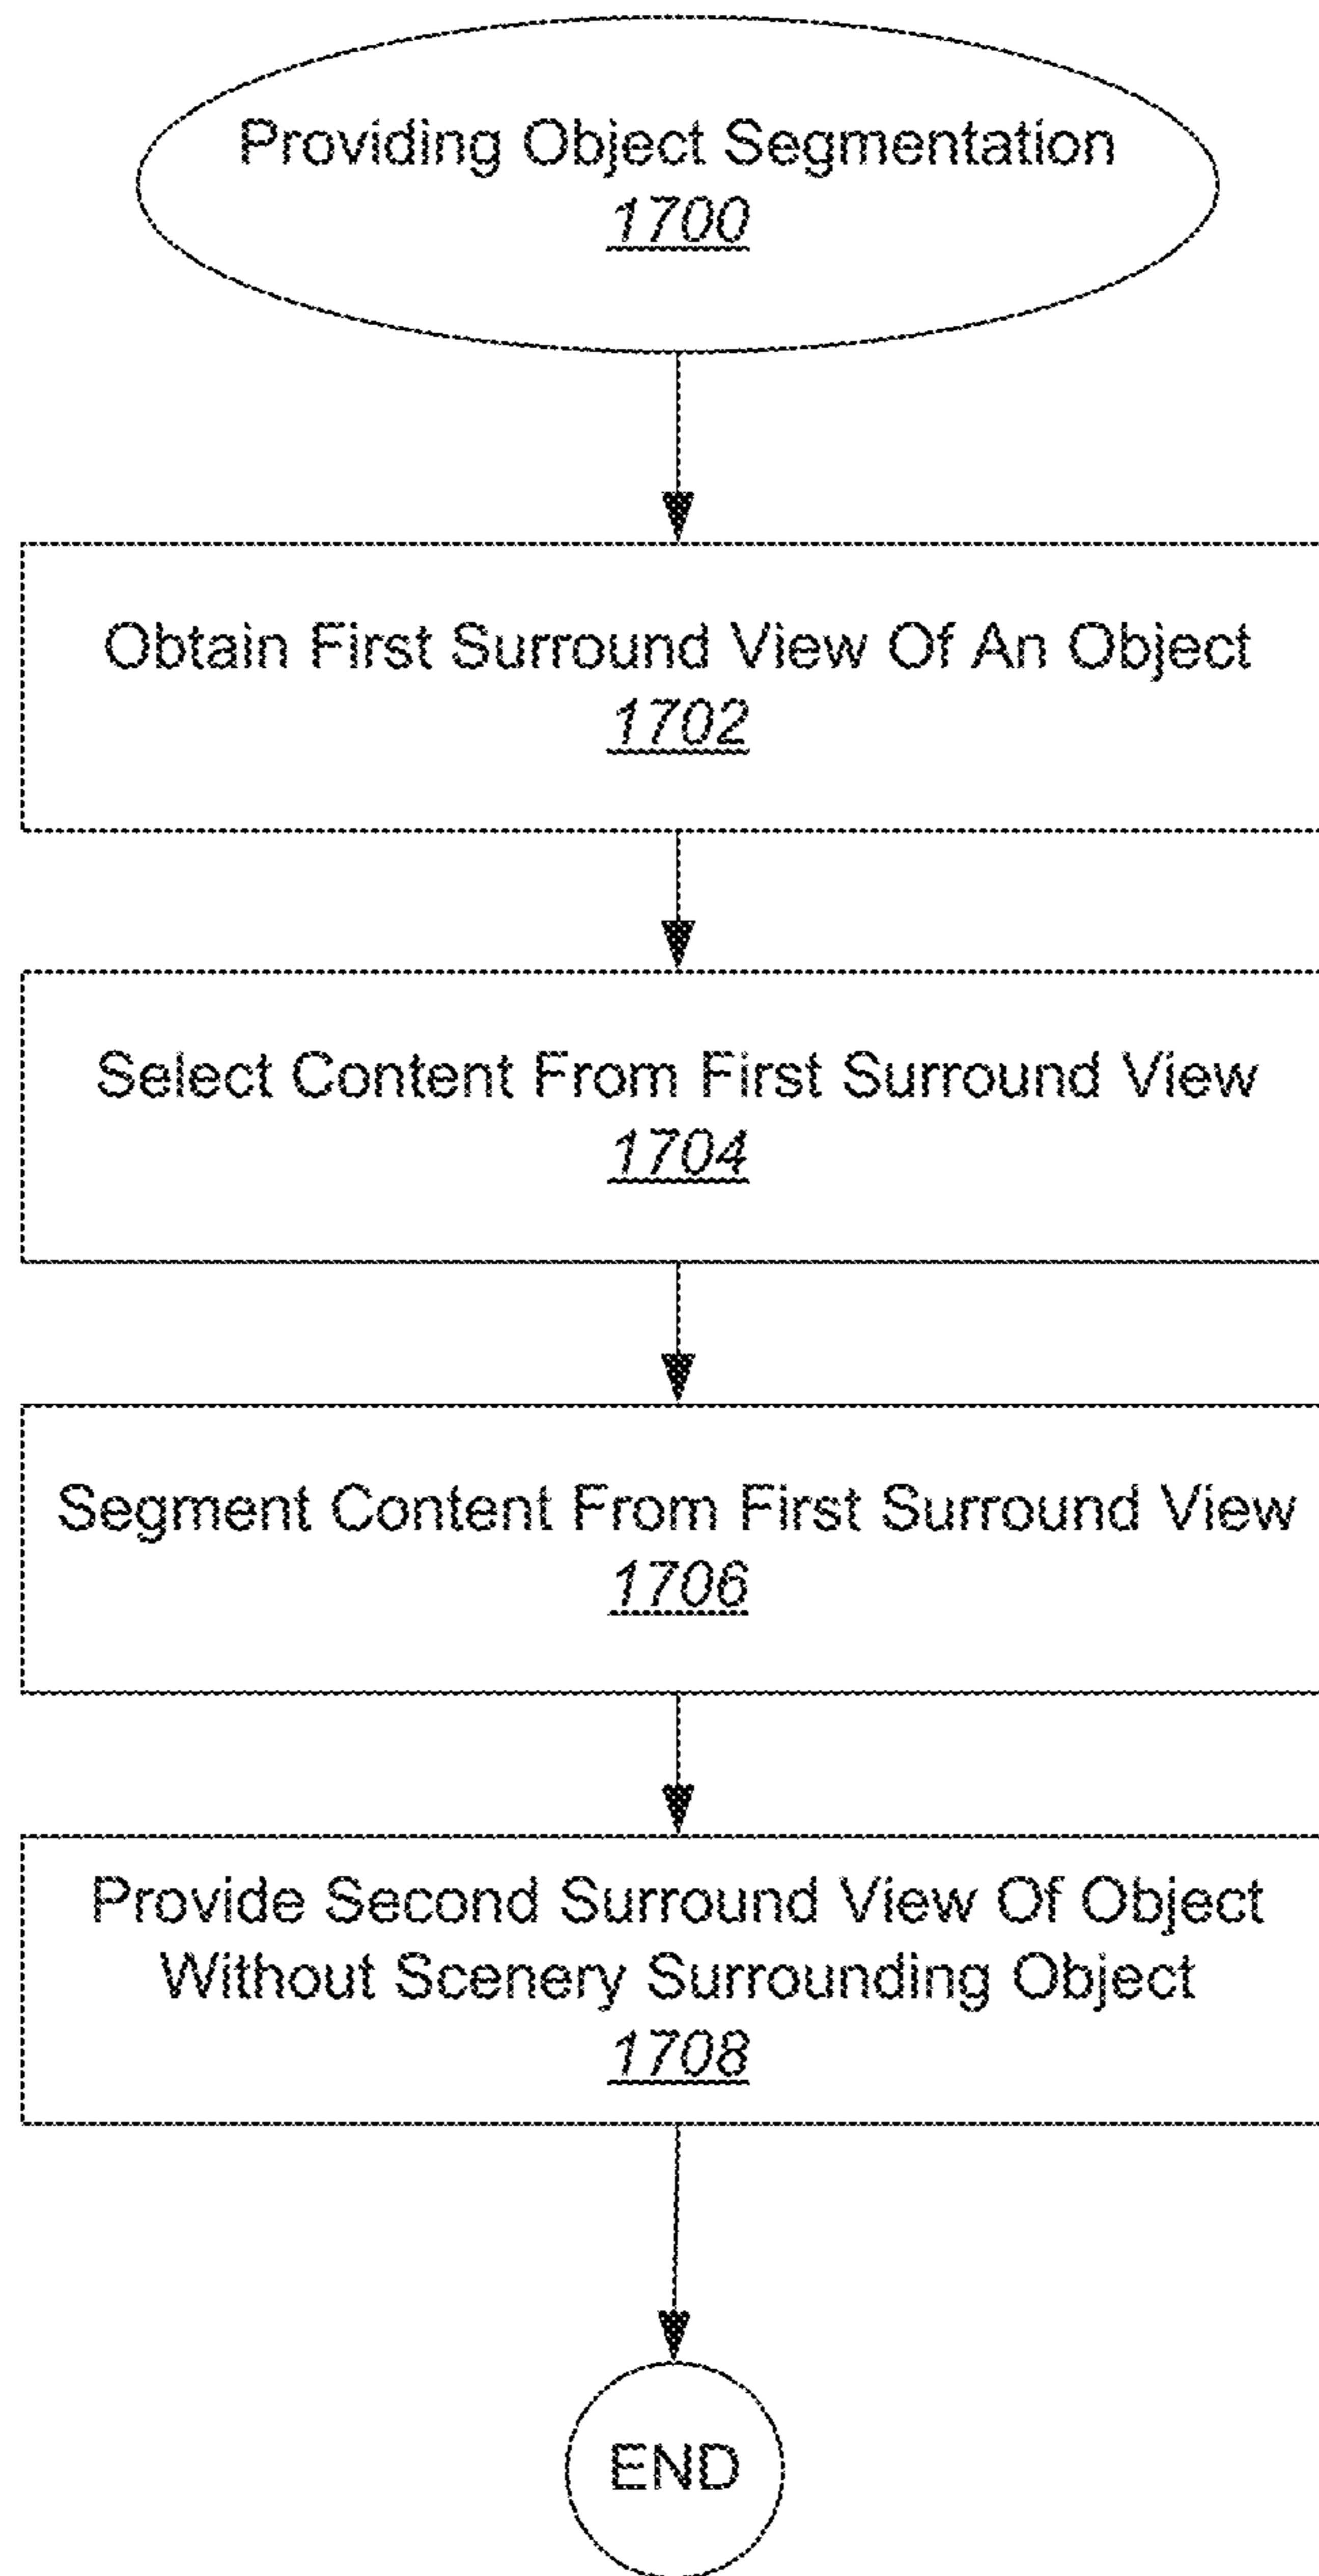 Providing Object Segmentation
1700
Obtain First Surround View Of An Object
1702
Select Content From First Surround View
1704
Segment Content From First Surround View
1706
Provide Second Surround View Of Object
Without Scenery Surrounding Object
1708
END